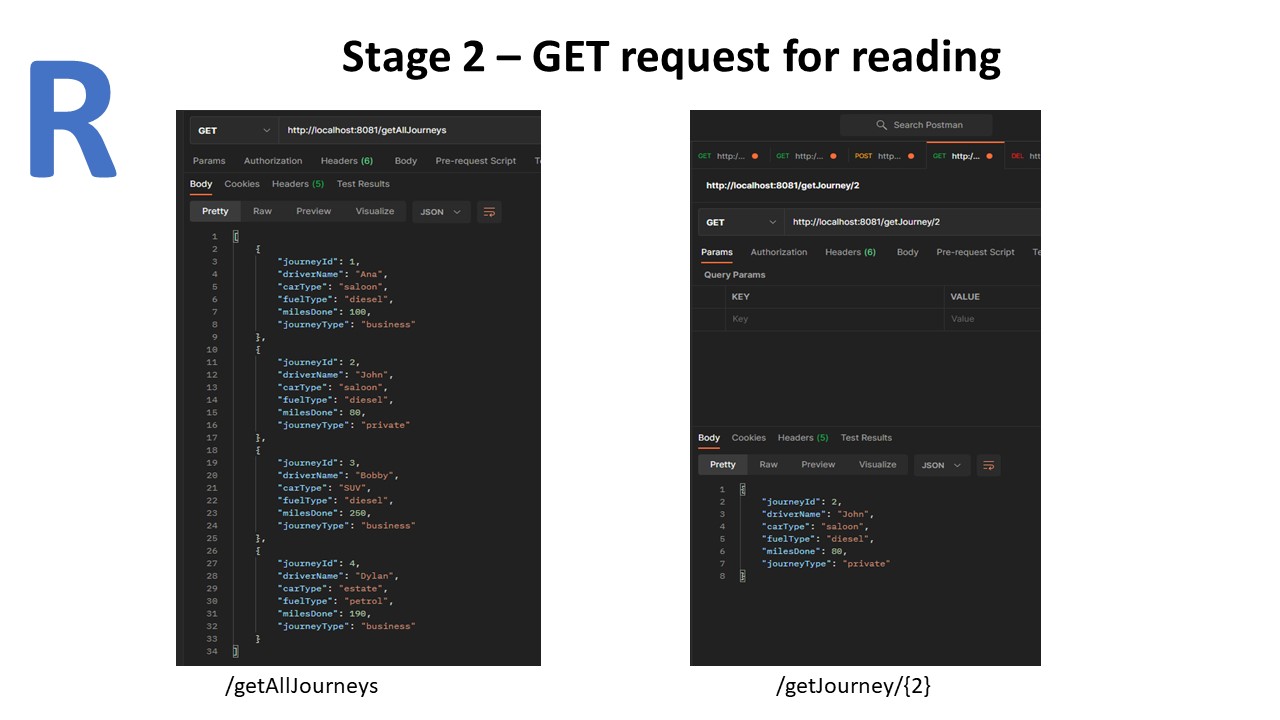 Stage 2 – GET request for reading
R
GET http://localhost:8081/getAllJourneys
Params Authorization Headers (6) Body Pre-request Script T
Body Cookies Headers (5) Test Results
Pretty Raw Preview Visualize JSON
1 [
2 {
3 "journeyId": 1,
4 "driverName": "Ana",
5 "carType": "saloon",
6 "fuelType": "diesel",
7 "milesDone": 100,
8 "journeyType": "business"
9 },
10 {
11 "journeyId": 2,
12 "driverName": "John",
13 "carType": "saloon",
14 "fuelType": "diesel",
15 "milesDone": 80,
16 "journeyType": "private"
17 },
18 {
19 "journeyId": 3,
20 "driverName": "Bobby",
21 "carType": "SUV",
22 "fuelType": "diesel",
23 "milesDone": 250,
24 "journeyType": "business"
25 },
26 {
27 "journeyId": 4,
28 "driverName": "Dylan",
29 "carType": "estate",
30 "fuelType": "petrol",
31 "milesDone": 190,
32 "journeyType": "business"
33 }
34 ]
/getAllJourneys
Search Postman
GET http:/... GET http:/... POST http... GET http:/... DEL htt
http://localhost:8081/getJourney/2
GET http://localhost:8081/getJourney/2
Params Authorization Headers (6) Body Pre-request Script Te
Query Params
KEY VALUE
Key Value
Body Cookies Headers (5) Test Results
Pretty Raw Preview Visualize JSON
1 {
2 "journeyId": 2,
3 "driverName": "John",
4 "carType": "saloon",
5 "fuelType": "diesel",
6 "milesDone": 80,
7 "journeyType": "private"
8 }
/getJourney/{2}